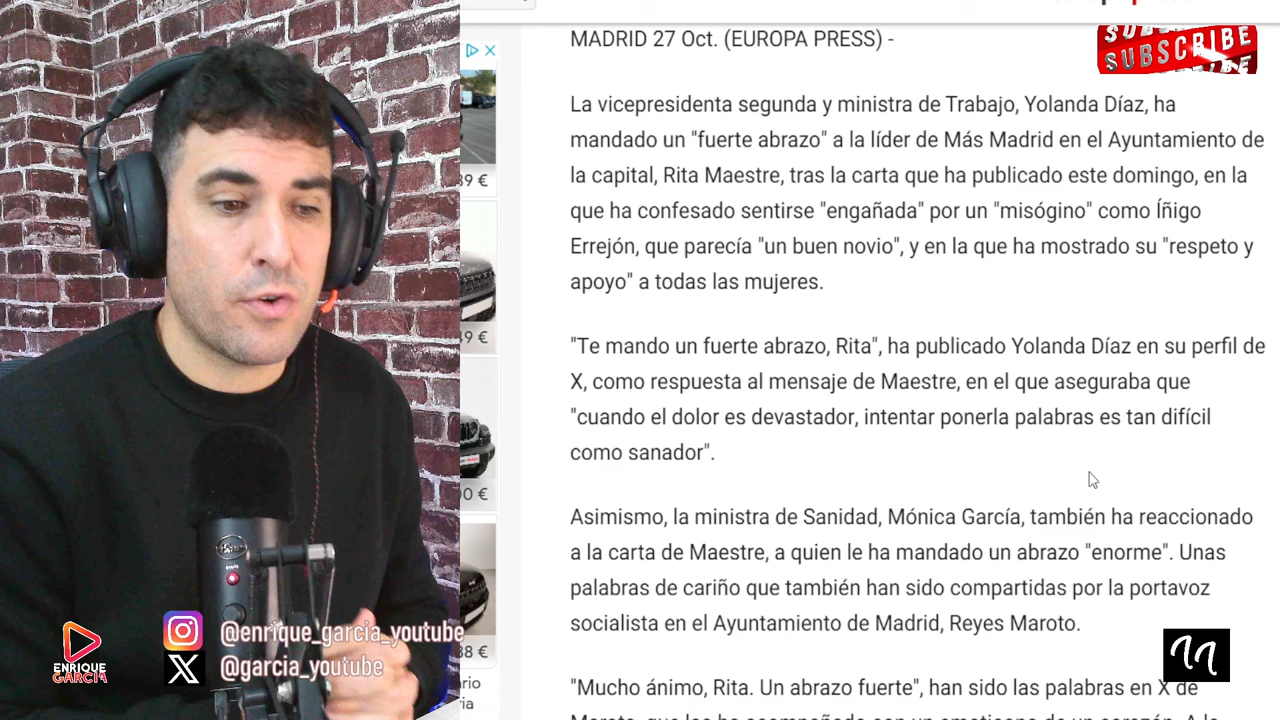 SUBSCRIBE
MADRID 27 Oct. (EUROPA PRESS) -
La vicepresidenta segunda y ministra de Trabajo, Yolanda Díaz, ha
mandado un "fuerte abrazo" a la líder de Más Madrid en el Ayuntamiento de
la capital, Rita Maestre, tras la carta que ha publicado este domingo, en la
que ha confesado sentirse "engañada" por un "misógino" como Íñigo
Errejón, que parecía "un buen novio", y en la que ha mostrado su "respeto y
apoyo" a todas las mujeres.
"Te mando un fuerte abrazo, Rita", ha publicado Yolanda Díaz en su perfil de
X, como respuesta al mensaje de Maestre, en el que aseguraba que
"cuando el dolor es devastador, intentar ponerla palabras es tan difícil
como sanador".
Asimismo, la ministra de Sanidad, Mónica García, también ha reaccionado
a la carta de Maestre, a quien le ha mandado un abrazo "enorme". Unas
palabras de cariño que también han sido compartidas por la portavoz
socialista en el Ayuntamiento de Madrid, Reyes Maroto.
"Mucho ánimo, Rita. Un abrazo fuerte", han sido las palabras en X de
ENRIQUE
GARCIA
@enrique_garcia_youtube
@garcia_youtube